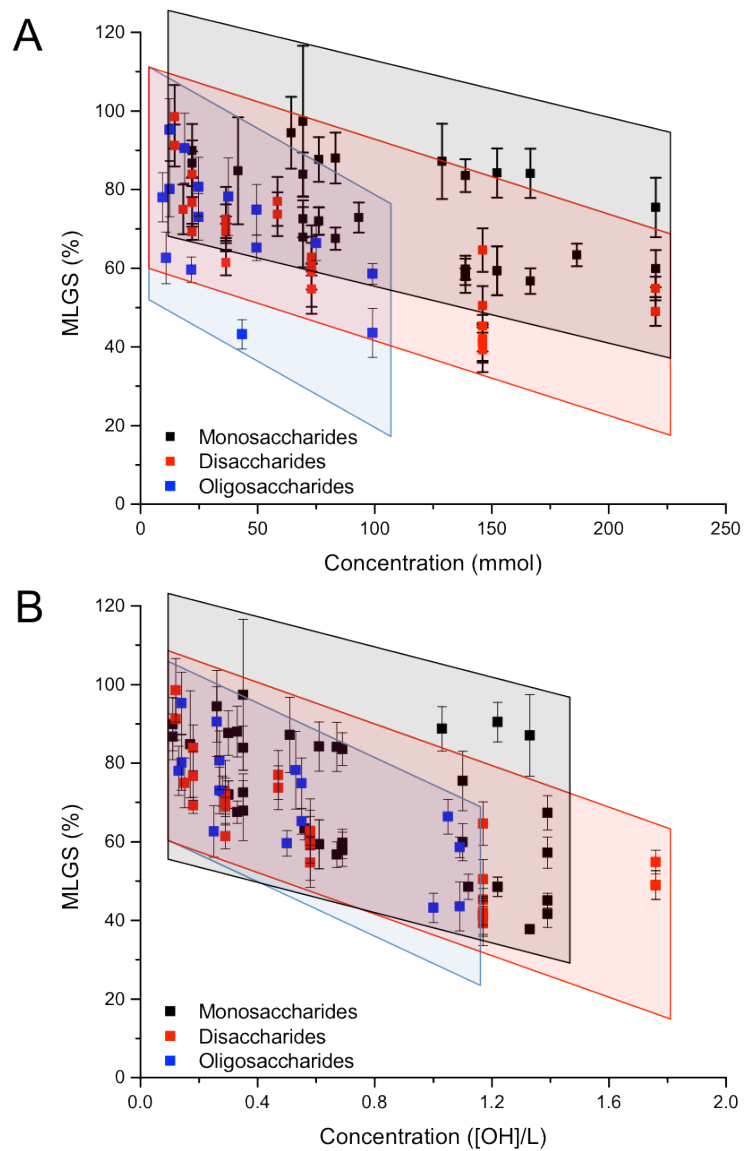 A
120
100
80
60
40
20
0
MLGS (%)
Monosaccharides
Disaccharides
Oligosaccharides
0 50 100 150 200 250
Concentration (mmol)
B
120
100
80
60
40
20
0
MLGS (%)
Monosaccharides
Disaccharides
Oligosaccharides
0.0 0.4 0.8 1.2 1.6 2.0
Concentration ([OH]/L)